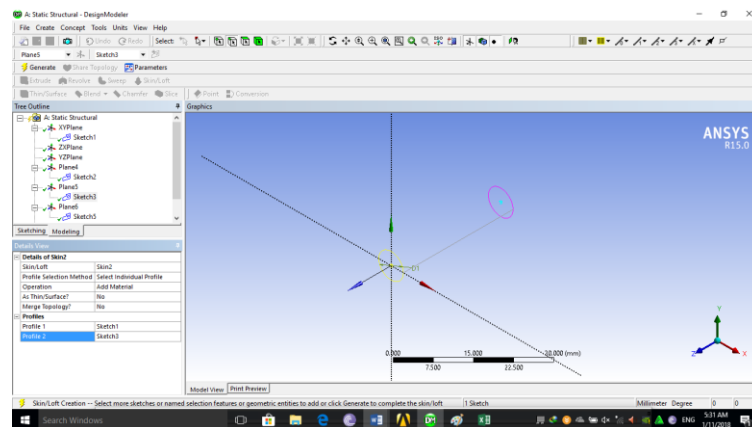 A: Static Structural - DesignModeler
File Create Concept Tools Units View Help
Undo Redo Select:
Plane5 Sketch3
Generate Share Topology Parameters
Extrude Revolve Sweep Skin/Loft
Thin/Surface Blend Chamfer Slice Point Conversion
Tree Outline Graphics
A: Static Structural
XYPlane
Sketch1
ZXPlane
YZPlane
Plane4
Sketch2
Plane5
Sketch3
Plane6
Sketch5
Sketching Modeling
Details View
Details of Skin2
Skin/Loft Skin2
Profile Selection Method Select Individual Profile
Operation Add Material
As Thin/Surface? No
Merge Topology? No
Profiles
Profile 1 Sketch1
Profile 2 Sketch3
ANSYS
R15.0
D1
0.000 15.000 30.000 (mm)
7.500 22.500
Y
Z X
Model View Print Preview
Skin/Loft Creation -- Select more sketches or named selection features or geometric entities to add or click Generate to complete the skin/loft 1 Sketch Millimeter Degree 0 0
Search Windows
ENG 5:31 AM
1/11/2018